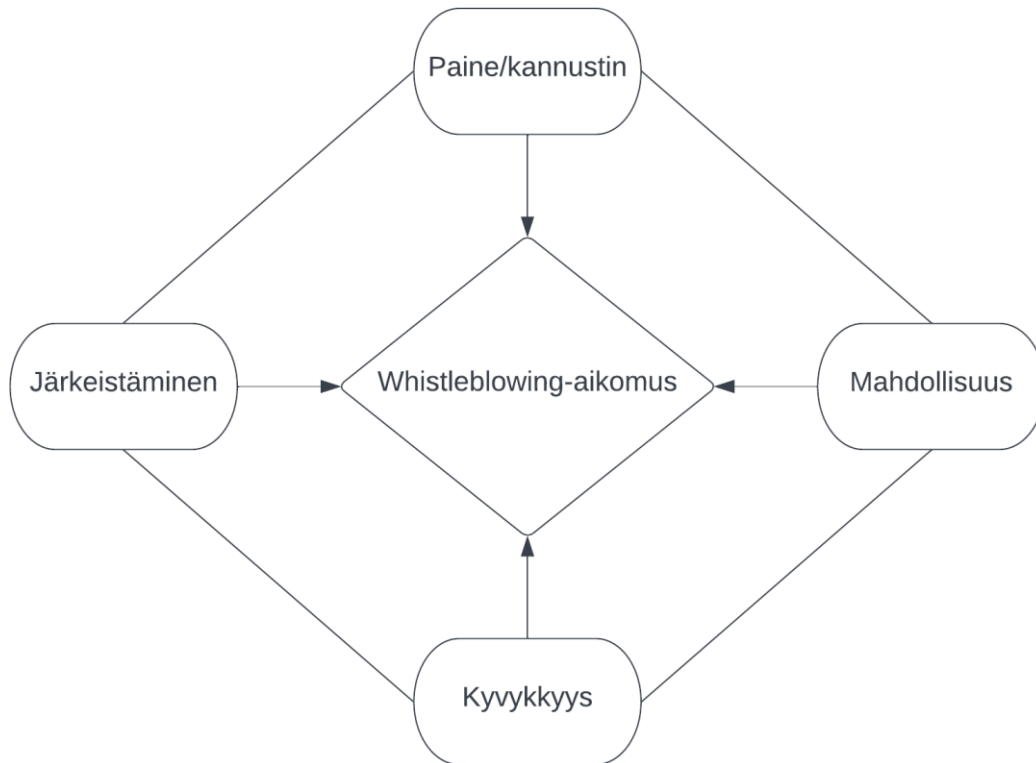 Paine/kannustin
Järkeistäminen
Whistleblowing-aikomus
Mahdollisuus
Kyvykkyys